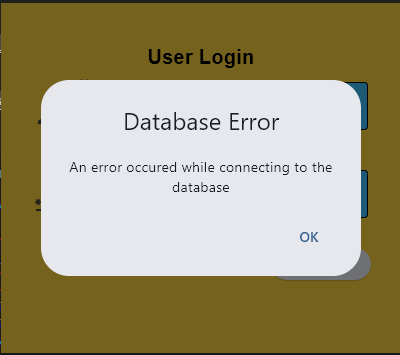 User Login
Database Error
An error occured while connecting to the
database
OK